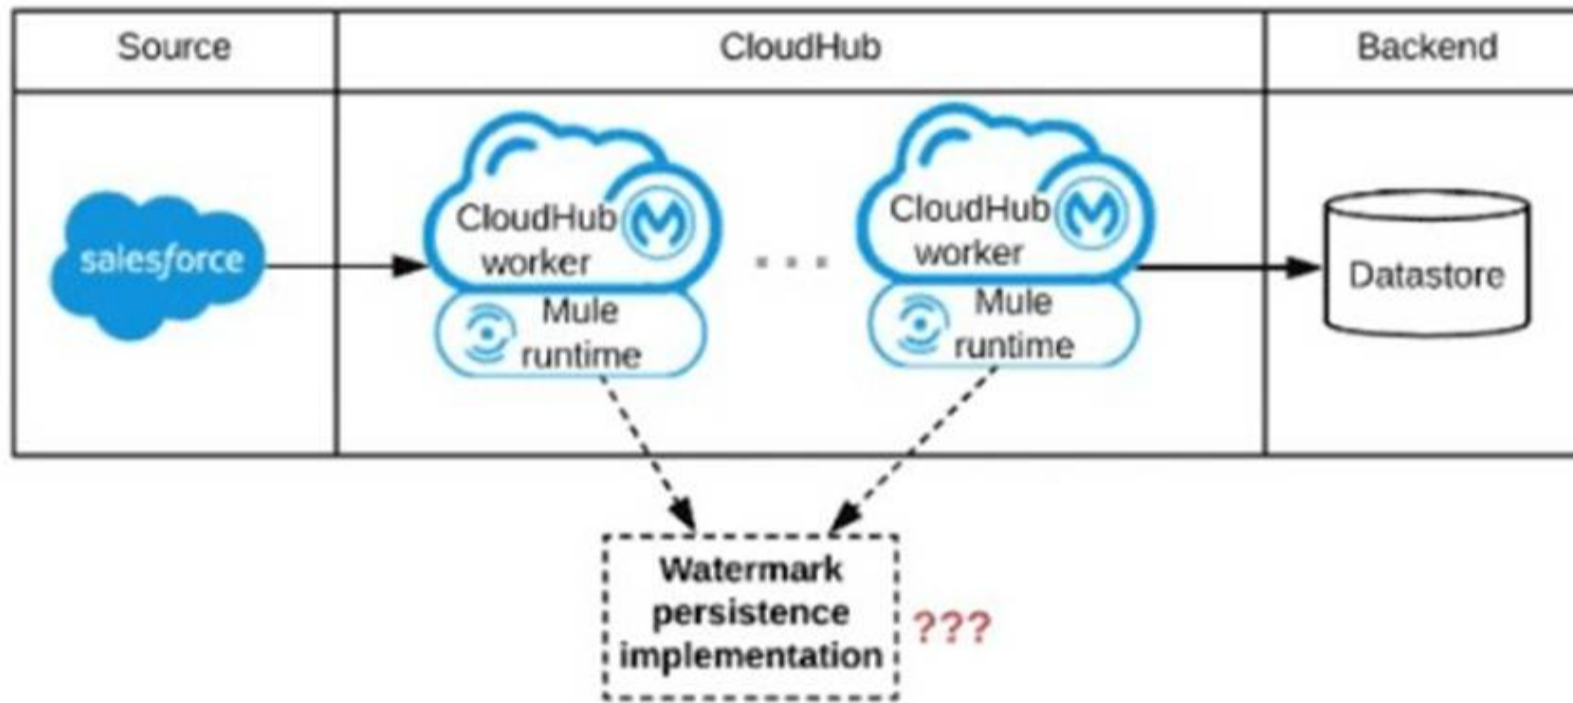 Source
CloudHub
Backend
salesforce
CloudHub
worker
Mule
runtime
CloudHub
worker
Mule
runtime
Datastore
Watermark
persistence
implementation
???